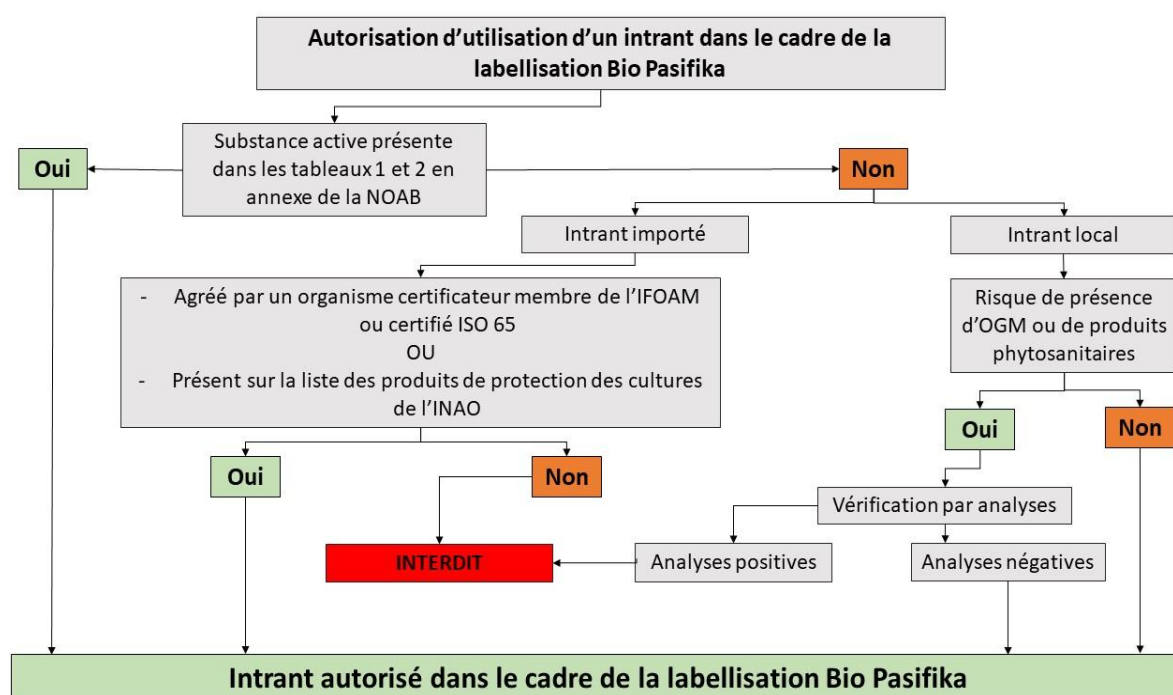 Autorisation d'utilisation d'un intrant dans le cadre de la
labellisation Bio Pasifika
Substance active présente
dans les tableaux 1 et 2 en
annexe de la NOAB
Oui
Non
Intrant importé
Intrant local
- Agréé par un organisme certificateur membre de l'IFOAM
ou certifié ISO 65
OU
- Présent sur la liste des produits de protection des cultures
de l'INAO
Risque de présence
d'OGM ou de produits
phytosanitaires
Oui
Non
Oui
Non
Vérification par analyses
INTERDIT
Analyses positives
Analyses négatives
Intrant autorisé dans le cadre de la labellisation Bio Pasifika